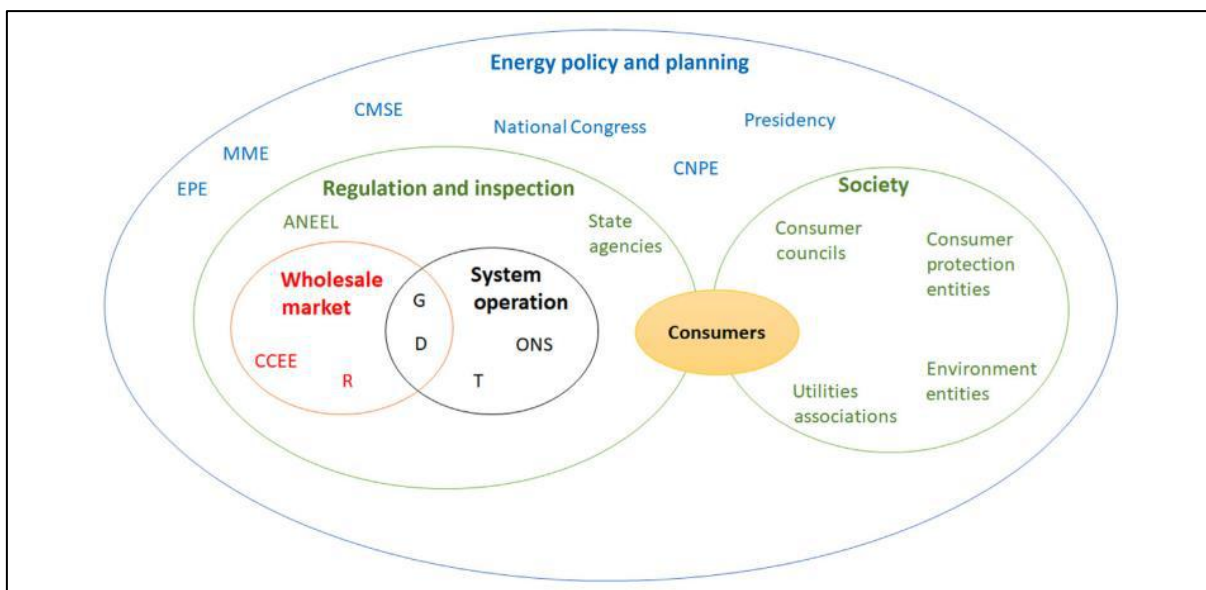 Energy policy and planning
CMSE
National Congress
Presidency
MME
CNPE
EPE
Regulation and inspection
Society
ANEEL
State
agencies
Consumer
councils
Consumer
protection
entities
Wholesale
market
System
operation
G
D
ONS
CCEE
R
T
Consumers
Environment
entities
Utilities
associations